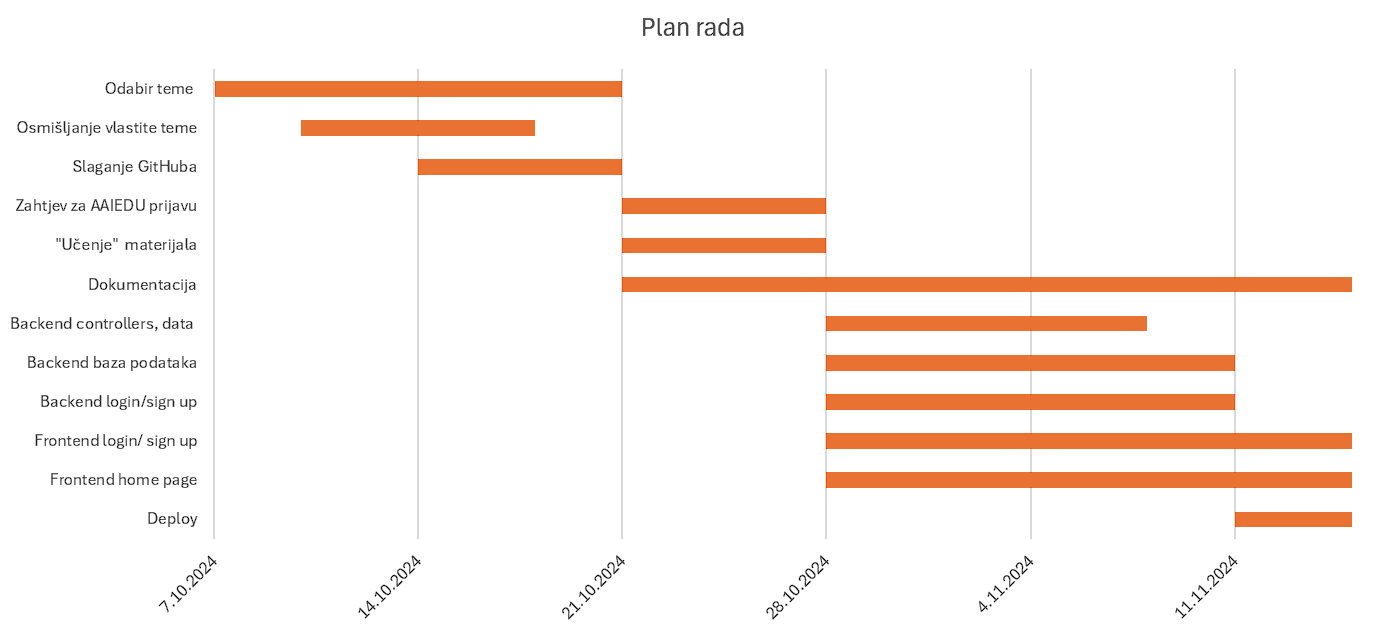 Plan rada
Odabir teme
Osmišljanje vlastite teme
Slaganje GitHuba
Zahtjev za AAIEDU prijavu
"Učenje" materijala
Dokumentacija
Backend controllers, data
Backend baza podataka
Backend login/sign up
Frontend login/ sign up
Frontend home page
Deploy
7.10.2024
14.10.2024
21.10.2024
28.10.2024
4.11.2024
11.11.2024